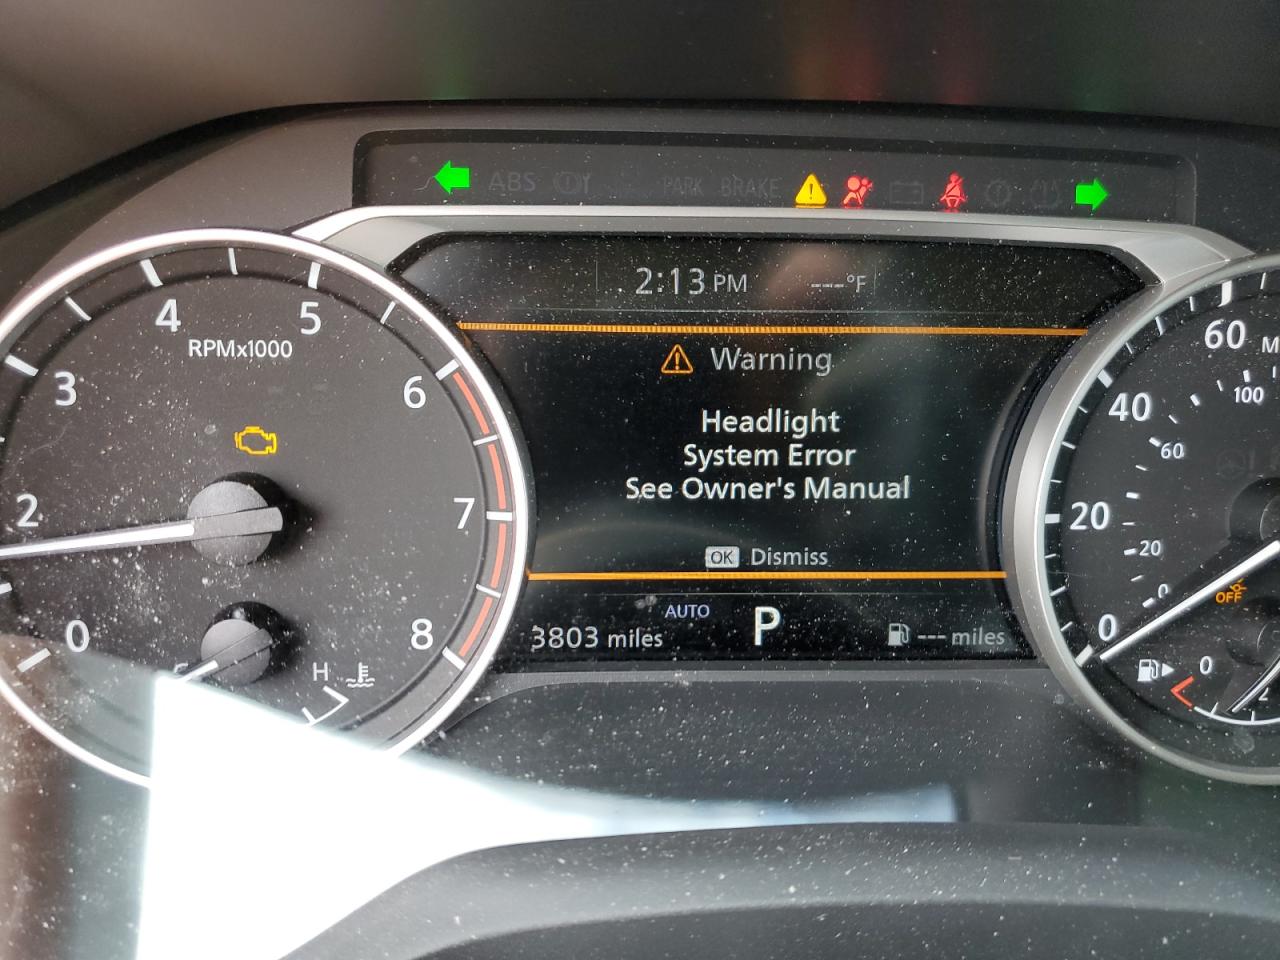 ABS PARK BRAKE
2:13 PM ---°F
4 5
RPMx1000
3 6
2 7
0 8
H
Warning
Headlight
System Error
See Owner's Manual
OK Dismiss
AUTO
3803 miles P --- miles
60 M
40 100
60
20 20
0 0
OFF
0